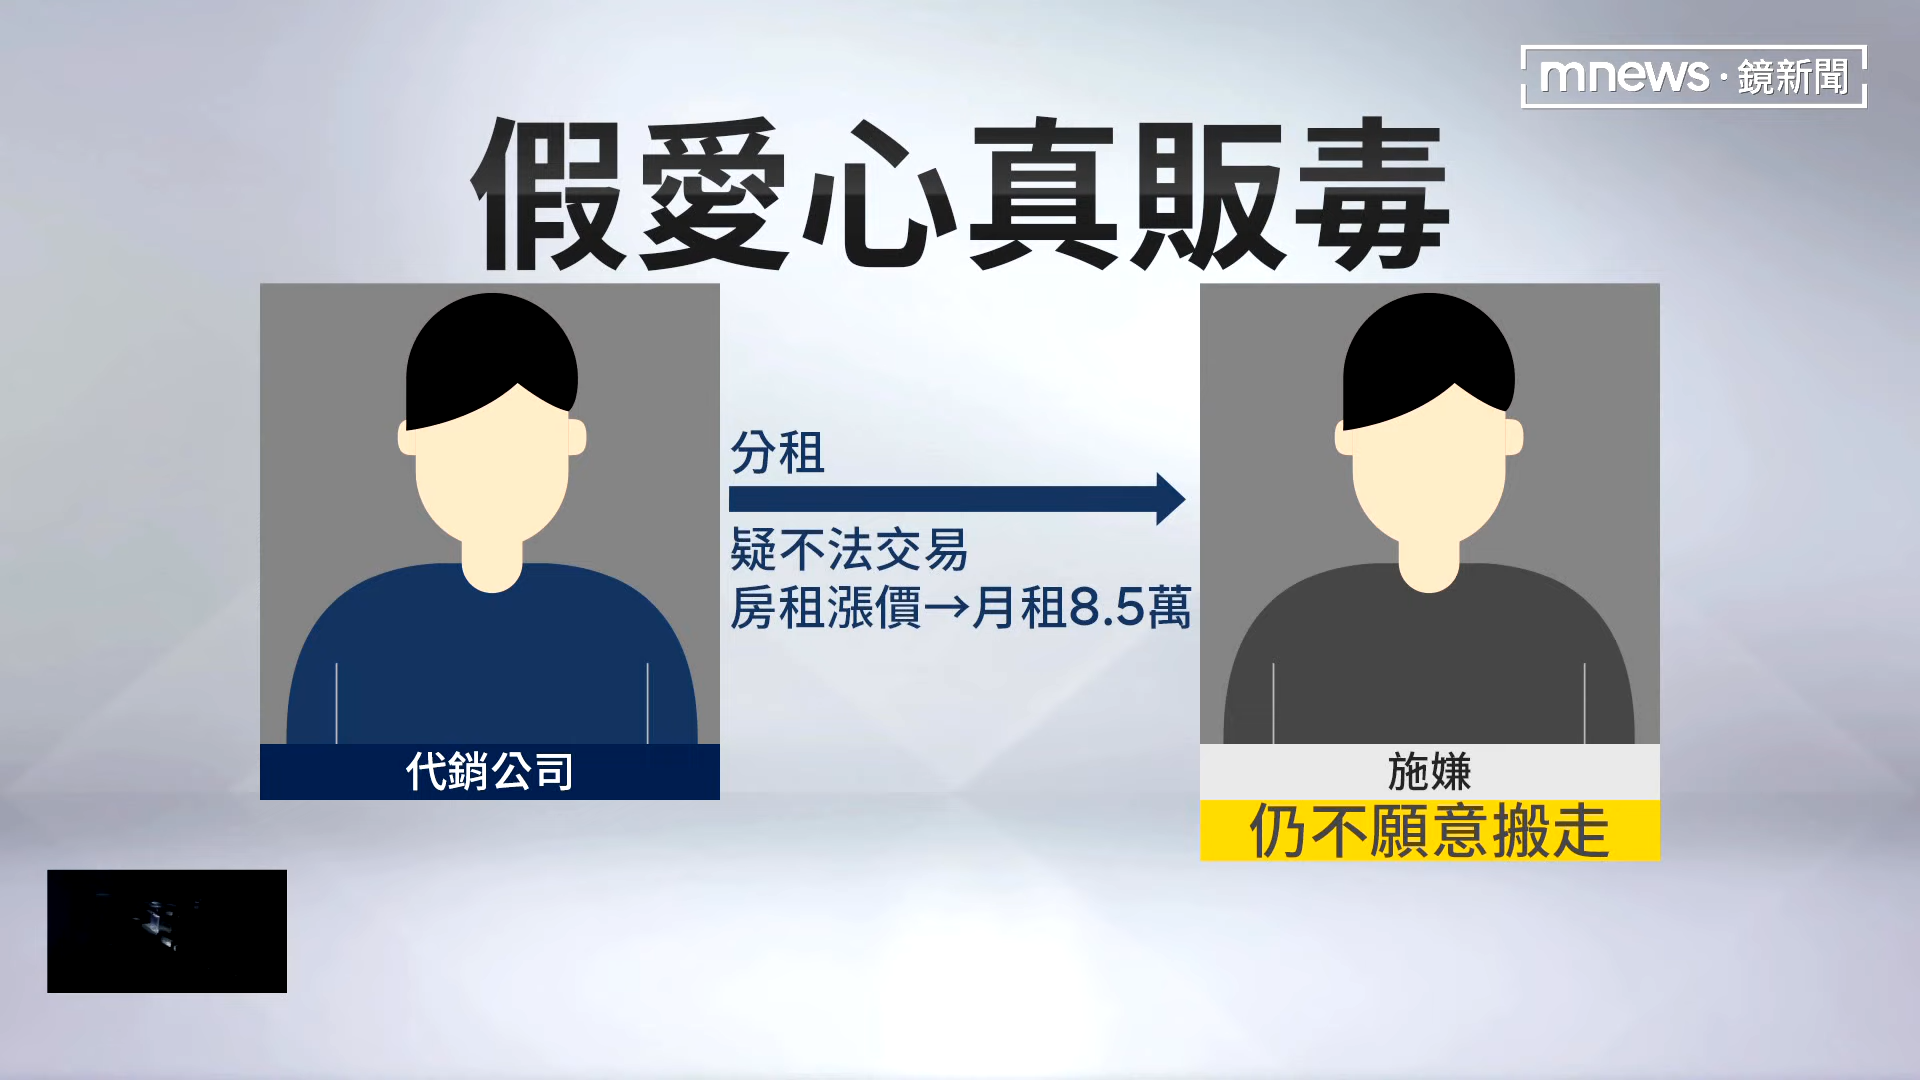 mnews·鏡新聞
假愛心真販毒
分租
疑不法交易
房租漲價→月租8.5萬
代銷公司
施嫌
仍不願意搬走